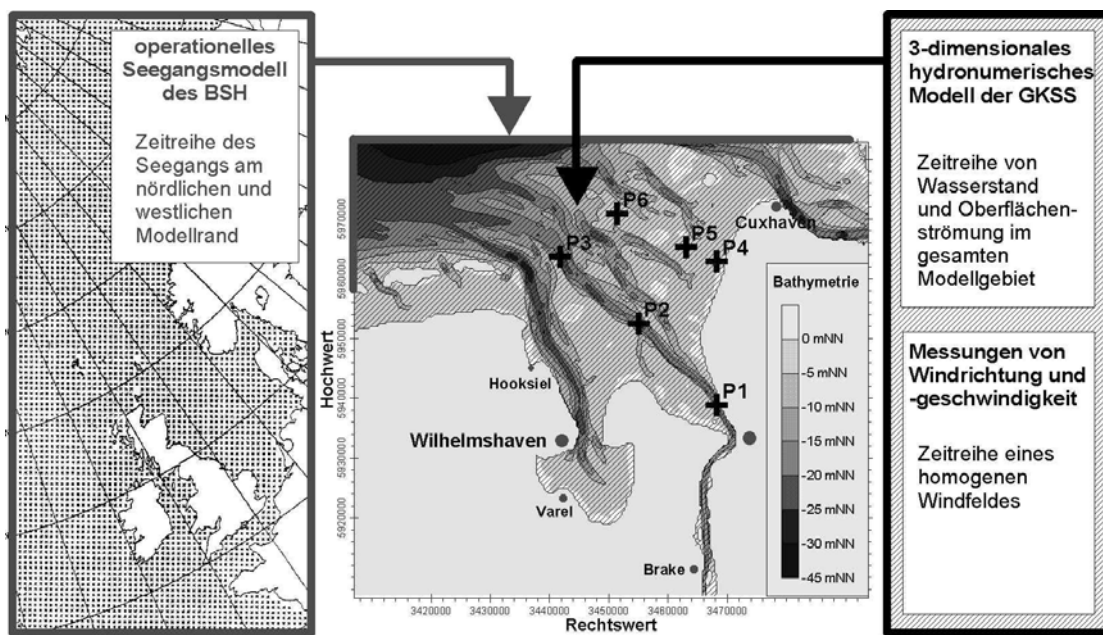 operationelles
Seegangsmodell
des BSH
Zeitreihe des
Seegangs am
nördlichen und
westlichen
Modellrand
5970000
5960000
5950000
5940000
5930000
5920000
Hochwert
P6
P3
P5
P4
P2
P1
Cuxhaven
Hooksiel
Wilhelmshaven
Varel
Brake
Bathymetrie
0 mNN
-5 mNN
-10 mNN
-15 mNN
-20 mNN
-25 mNN
-30 mNN
-45 mNN
3420000 3430000 3440000 3450000 3460000 3470000
Rechtswert
3-dimensionales
hydronumerisches
Modell der GKSS
Zeitreihe von
Wasserstand
und Oberflächen-
strömung im
gesamten
Modellgebiet
Messungen von
Windrichtung und
-geschwindigkeit
Zeitreihe eines
homogenen
Windfeldes